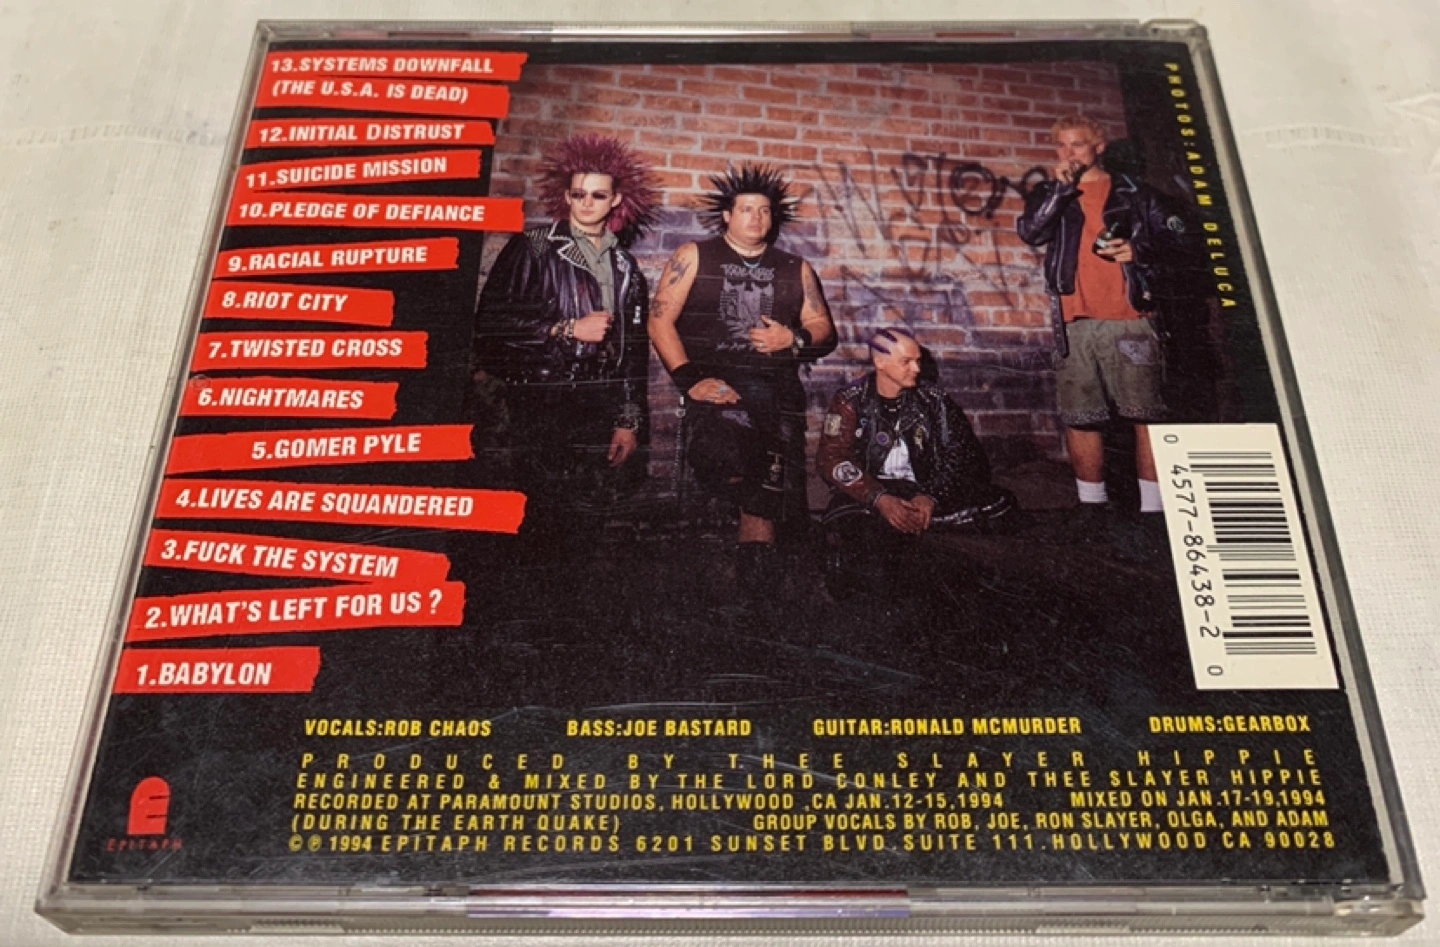 13.SYSTEMS DOWNFALL
(THE U.S.A. IS DEAD)
12.INITIAL DISTRUST
11.SUICIDE MISSION
10.PLEDGE OF DEFIANCE
9.RACIAL RUPTURE
8.RIOT CITY
7.TWISTED CROSS
6.NIGHTMARES
5.GOMER PYLE
4.LIVES ARE SQUANDERED
3.FUCK THE SYSTEM
2.WHAT'S LEFT FOR US?
1.BABYLON
PHOTOS:ADAM DELUCA
0 4577-86438-2 0
VOCALS:ROB CHAOS BASS:JOE BASTARD GUITAR:RONALD MCMURDER DRUMS:GEARBOX
PRODUCED BY THEE SLAYER HIPPIE
ENGINEERED & MIXED BY THE LORD CONLEY AND THEE SLAYER HIPPIE
RECORDED AT PARAMOUNT STUDIOS, HOLLYWOOD ,CA JAN.12-15,1994 MIXED ON JAN.17-19,1994
(DURING THE EARTH QUAKE) GROUP VOCALS BY ROB, JOE, RON SLAYER, OLGA, AND ADAM
©℗ 1994 EPITAPH RECORDS 6201 SUNSET BLVD.SUITE 111.HOLLYWOOD CA 90028
EPITAPH